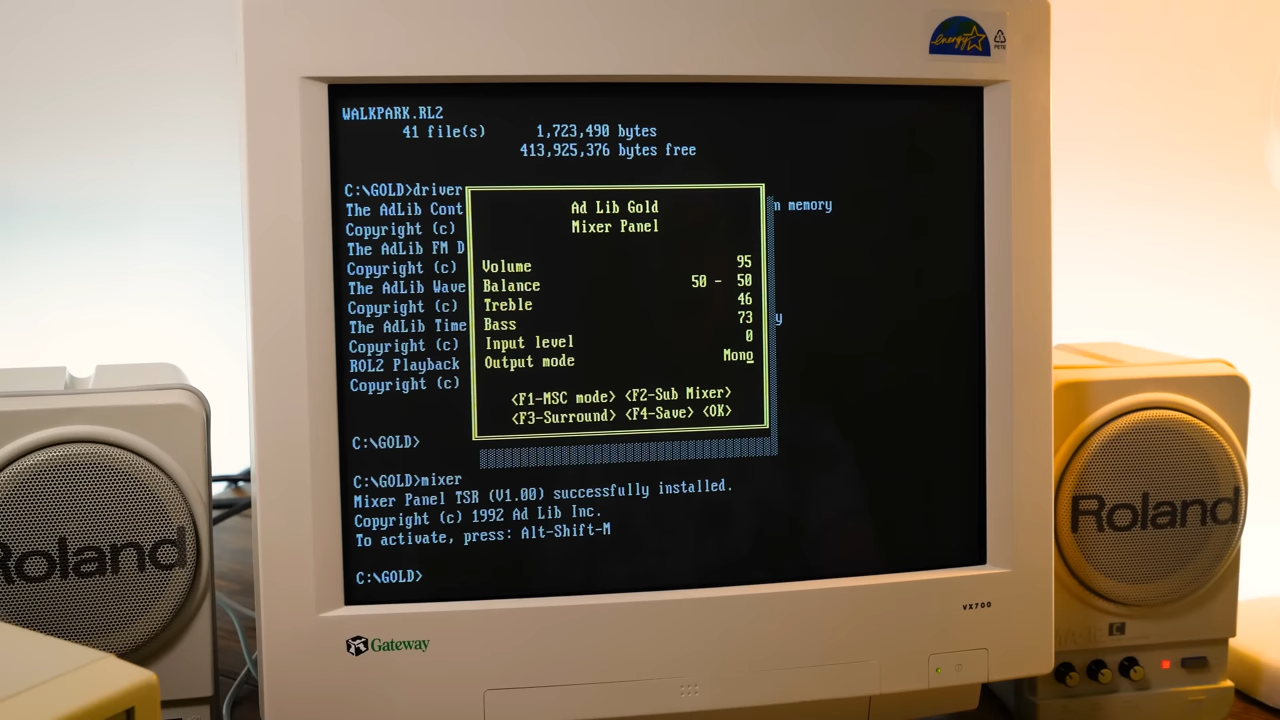 energy
PETE
WALKPARK.RL2
41 file(s) 1,723,490 bytes
413,925,376 bytes free
C:\GOLD>driver
The AdLib Cont
n memory
Copyright (c)
The AdLib FM D
Copyright (c)
The AdLib Wave
Copyright (c)
The AdLib Time
y
Copyright (c)
ROL2 Playback
Copyright (c)
Ad Lib Gold
Mixer Panel
Volume 95
Balance 50 - 50
Treble 46
Bass 73
Input level 0
Output mode Mono
<F1-MSC mode> <F2-Sub Mixer>
<F3-Surround> <F4-Save> <OK>
C:\GOLD>
C:\GOLD>mixer
Mixer Panel TSR (V1.00) successfully installed.
Copyright (c) 1992 Ad Lib Inc.
To activate, press: Alt-Shift-M
C:\GOLD>
Roland
Roland
VX700
Gateway